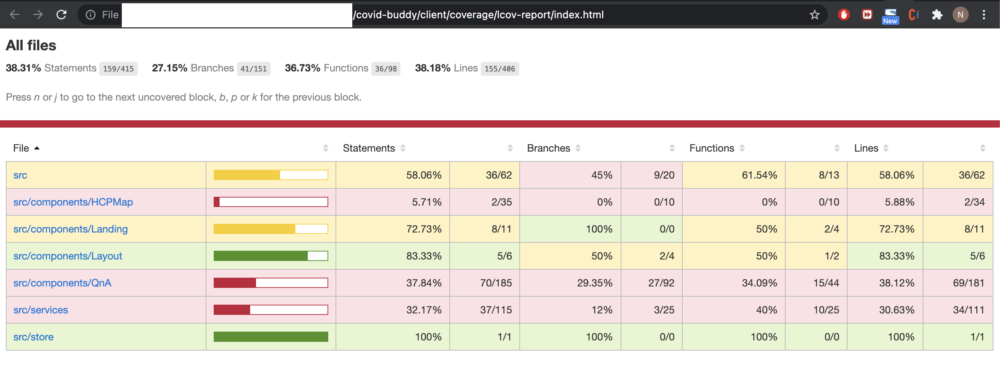 File /covid-buddy/client/coverage/lcov-report/index.html New N
All files
38.31% Statements 159/415 27.15% Branches 41/151 36.73% Functions 36/98 38.18% Lines 155/406
Press n or j to go to the next uncovered block, b, p or k for the previous block.
File Statements Branches Functions Lines
src 58.06% 36/62 45% 9/20 61.54% 8/13 58.06% 36/62
src/components/HCPMap 5.71% 2/35 0% 0/10 0% 0/10 5.88% 2/34
src/components/Landing 72.73% 8/11 100% 0/0 50% 2/4 72.73% 8/11
src/components/Layout 83.33% 5/6 50% 2/4 50% 1/2 83.33% 5/6
src/components/QnA 37.84% 70/185 29.35% 27/92 34.09% 15/44 38.12% 69/181
src/services 32.17% 37/115 12% 3/25 40% 10/25 30.63% 34/111
src/store 100% 1/1 100% 0/0 100% 0/0 100% 1/1